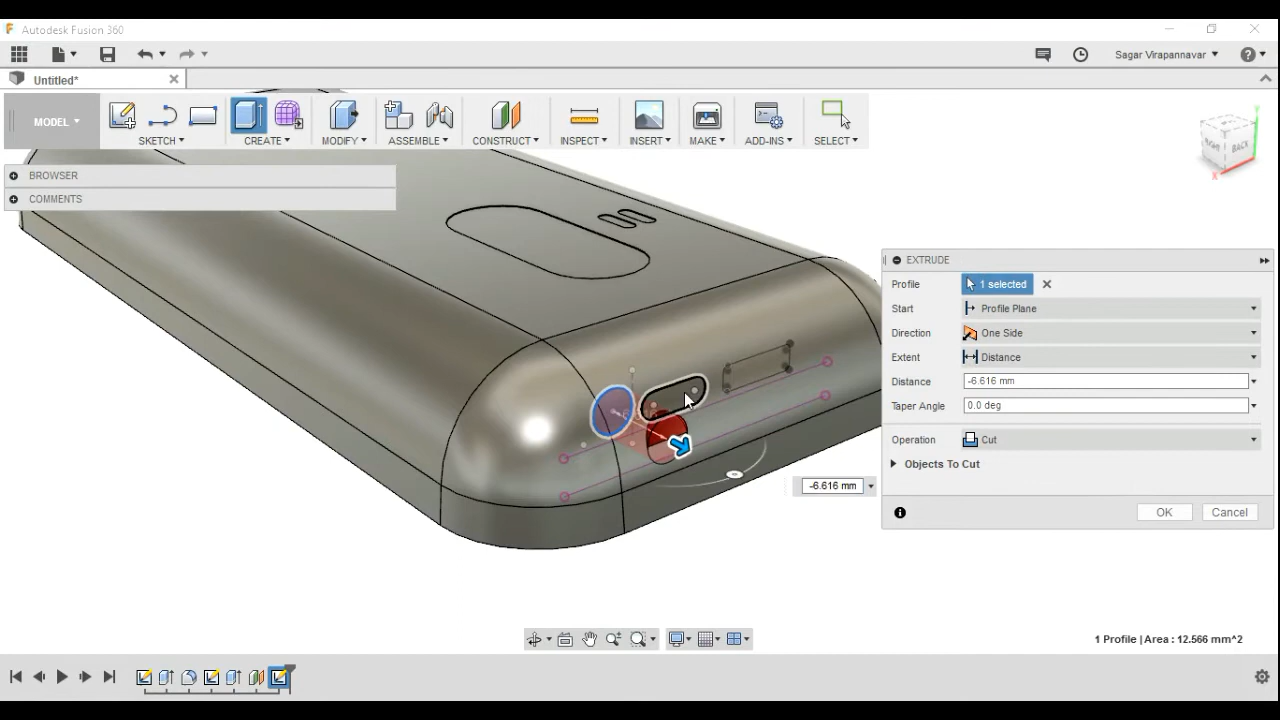 Autodesk Fusion 360
Sagar Virapannavar
Untitled*
MODEL
SKETCH
CREATE
MODIFY
ASSEMBLE
CONSTRUCT
INSPECT
INSERT
MAKE
ADD-INS
SELECT
BACK
X
BROWSER
COMMENTS
EXTRUDE
Profile 1 selected
Start Profile Plane
Direction One Side
Extent Distance
Distance -6.616 mm
Taper Angle 0.0 deg
Operation Cut
Objects To Cut
-6.616 mm
OK Cancel
1 Profile | Area : 12.566 mm^2